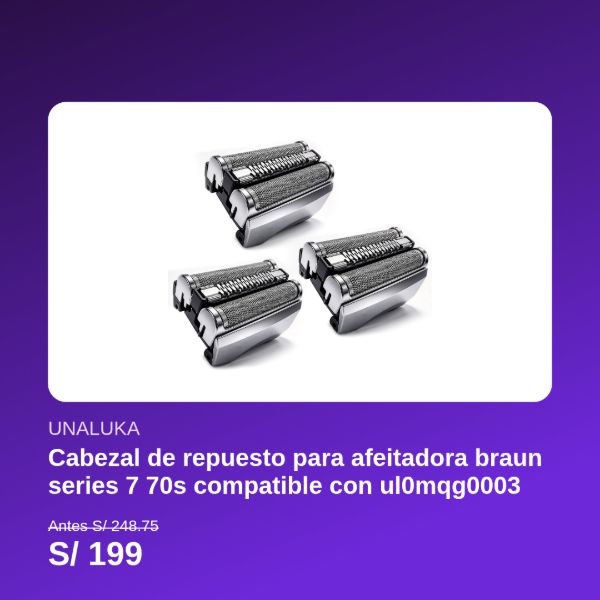 UNALUKA
Cabezal de repuesto para afeitadora braun
series 7 70s compatible con ul0mqg0003
Antes S/ 248.75
S/ 199